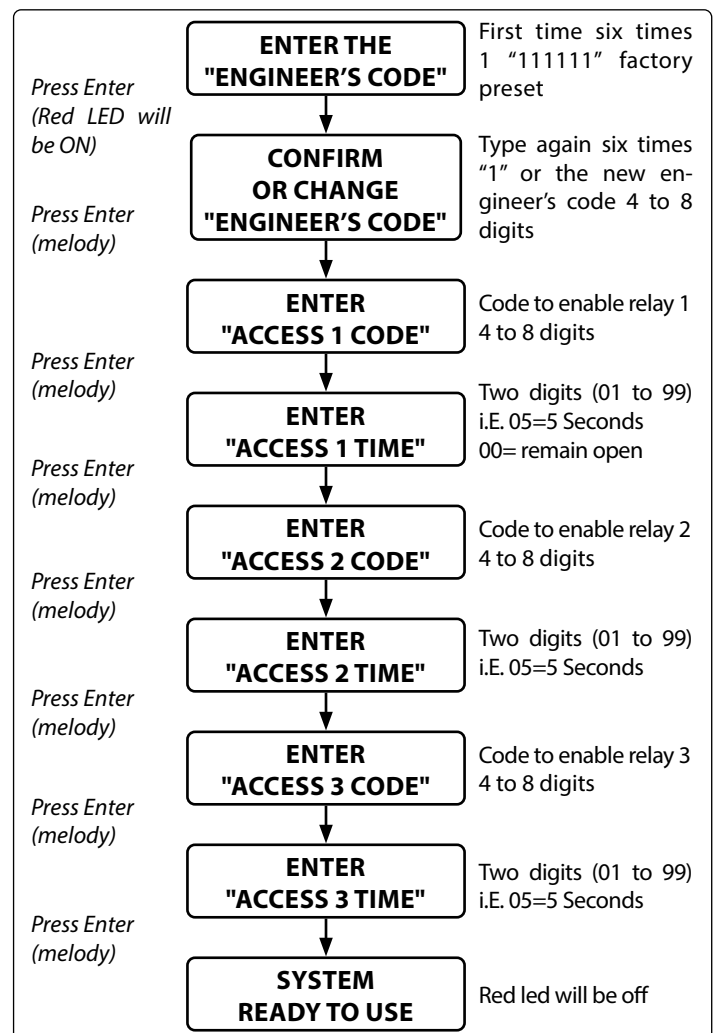 ENTER THE
"ENGINEER'S CODE"
First time six times
1 “111111” factory
preset
Press Enter
(Red LED will
be ON)
CONFIRM
OR CHANGE
"ENGINEER'S CODE"
Type again six times
“1” or the new en-
gineer's code 4 to 8
digits
Press Enter
(melody)
ENTER
"ACCESS 1 CODE"
Code to enable relay 1
4 to 8 digits
Press Enter
(melody)
ENTER
"ACCESS 1 TIME"
Two digits (01 to 99)
i.E. 05=5 Seconds
00= remain open
Press Enter
(melody)
ENTER
"ACCESS 2 CODE"
Code to enable relay 2
4 to 8 digits
Press Enter
(melody)
ENTER
"ACCESS 2 TIME"
Two digits (01 to 99)
i.E. 05=5 Seconds
Press Enter
(melody)
ENTER
"ACCESS 3 CODE"
Code to enable relay 3
4 to 8 digits
Press Enter
(melody)
ENTER
"ACCESS 3 TIME"
Two digits (01 to 99)
i.E. 05=5 Seconds
Press Enter
(melody)
SYSTEM
READY TO USE
Red led will be off